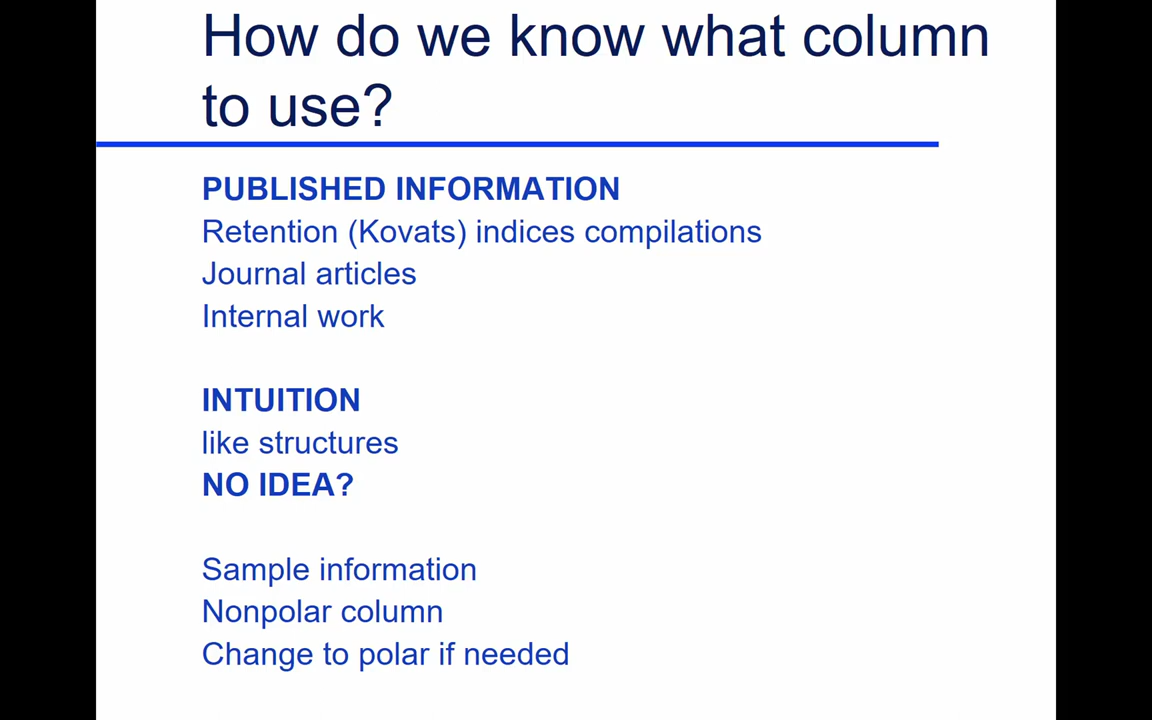 How do we know what column
to use?
PUBLISHED INFORMATION
Retention (Kovats) indices compilations
Journal articles
Internal work
INTUITION
like structures
NO IDEA?
Sample information
Nonpolar column
Change to polar if needed